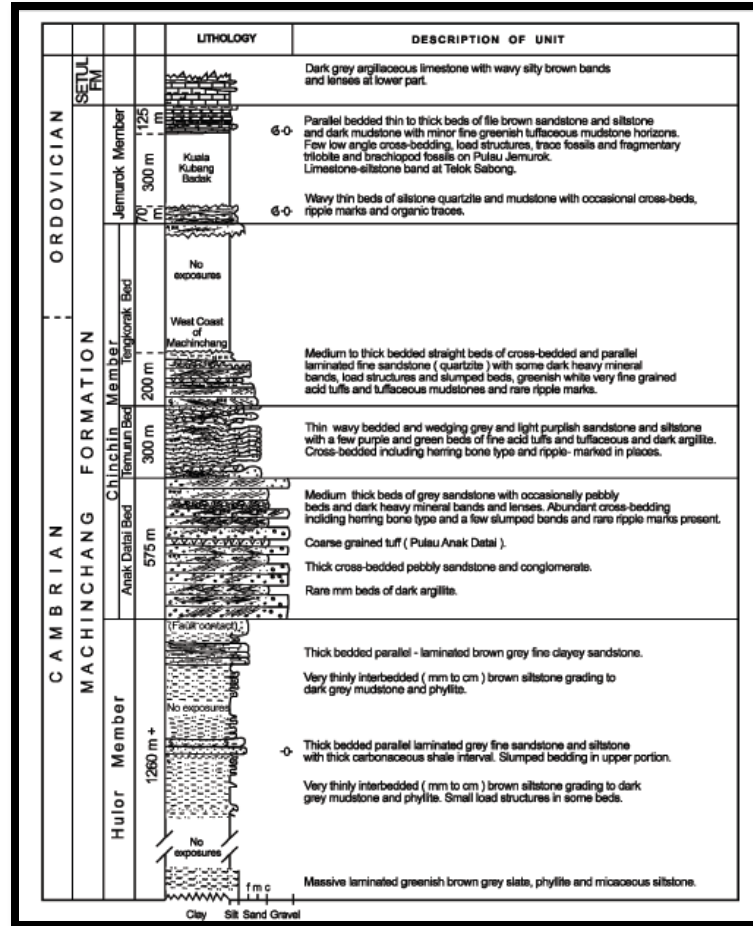 LITHOLOGY
DESCRIPTION OF UNIT
ORDOVICIAN
CAMBRIAN
SETUL FM
MACHINCHANG FORMATION
Dark grey argillaceous limestone with wavy silty brown bands
and lenses at lower part.
Jemurok Member
125 m
300 m
70 m
Kuala
Kubang
Badak
Parallel bedded thin to thick beds of file brown sandstone and siltstone
and dark mudstone with minor fine greenish tuffaceous mudstone horizons.
Few low angle cross-bedding, load structures, trace fossils and fragmentary
trilobite and brachiopod fossils on Pulau Jemurok.
Limestone-siltstone band at Telok Sabong.
Wavy thin beds of silstone quartzite and mudstone with occasional cross-beds,
ripple marks and organic traces.
Chinchin Member
Tengkorak Bed
200 m
No
exposures
West Coast
of
Machinchang
Medium to thick bedded straight beds of cross-bedded and parallel
laminated fine sandstone ( quartzite ) with some dark heavy mineral
bands, load structures and slumped beds, greenish white very fine grained
acid tuffs and tuffaceous mudstones and rare ripple marks.
Temurun Bed
300 m
Thin wavy bedded and wedging grey and light purplish sandstone and siltstone
with a few purple and green beds of fine acid tuffs and tuffaceous and dark argillite.
Cross-bedded including herring bone type and ripple- marked in places.
Anak Datai Bed
575 m
Medium thick beds of grey sandstone with occasionally pebbly
beds and dark heavy mineral bands and lenses. Abundant cross-bedding
including herring bone type and a few slumped bends and rare ripple marks present.
Coarse grained tuff ( Pulau Anak Datai ).
Thick cross-bedded pebbly sandstone and conglomerate.
Rare mm beds of dark argillite.
Hulor Member
1260 m +
(Fault contact)
Thick bedded parallel - laminated brown grey fine clayey sandstone.
Very thinly interbedded ( mm to cm ) brown siltstone grading to
dark grey mudstone and phyllite.
No exposures
Thick bedded parallel laminated grey fine sandstone and siltstone
with thick carbonaceous shale interval. Slumped bedding in upper portion.
Very thinly interbedded ( mm to cm ) brown siltstone grading to dark
grey mudstone and phyllite. Small load structures in some beds.
No
exposures
Massive laminated greenish brown grey slate, phyllite and micaceous siltstone.
f m c
Clay Silt Sand Gravel